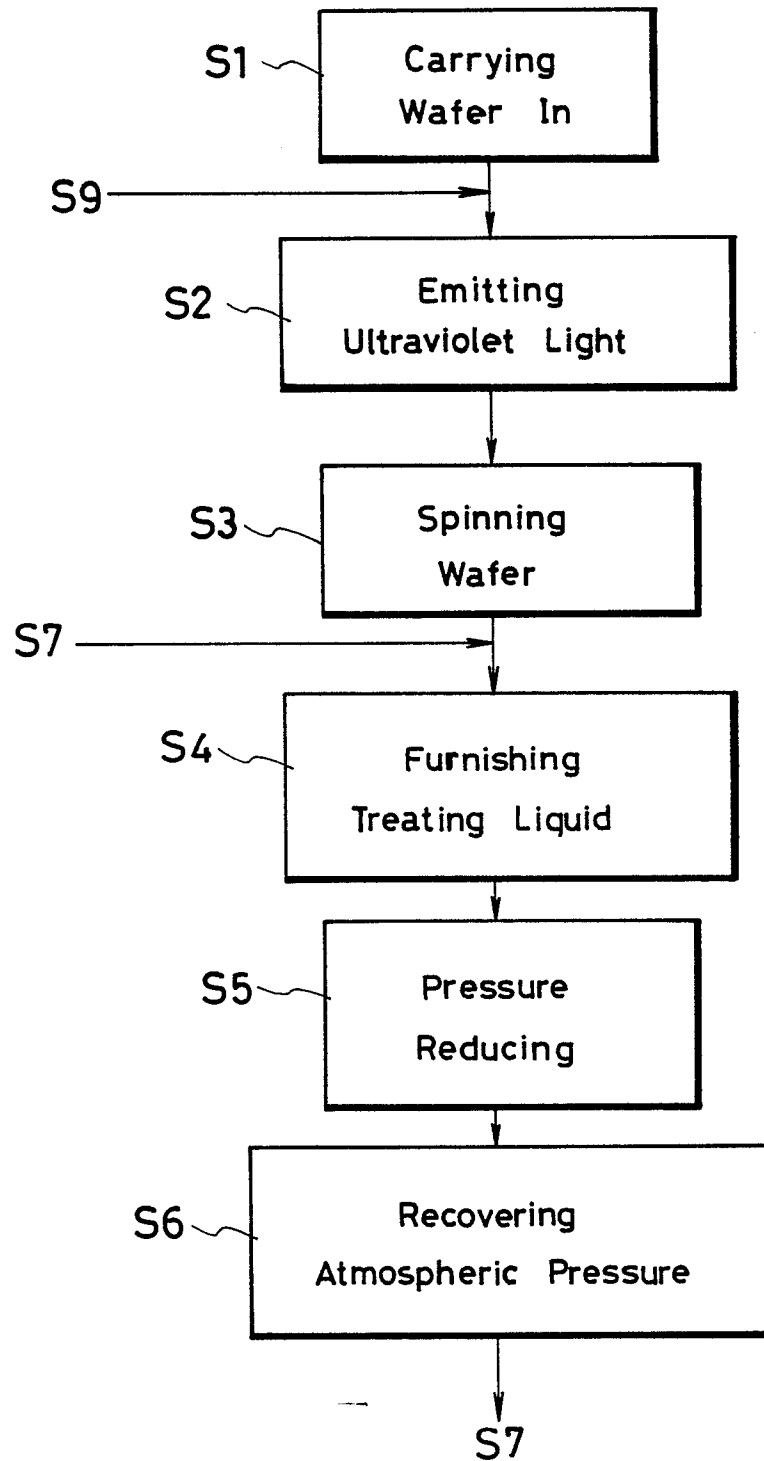 S1
Carrying
Wafer In
S9
S2
Emitting
Ultraviolet Light
S3
Spinning
Wafer
S7
S4
Furnishing
Treating Liquid
S5
Pressure
Reducing
S6
Recovering
Atmospheric Pressure
S7